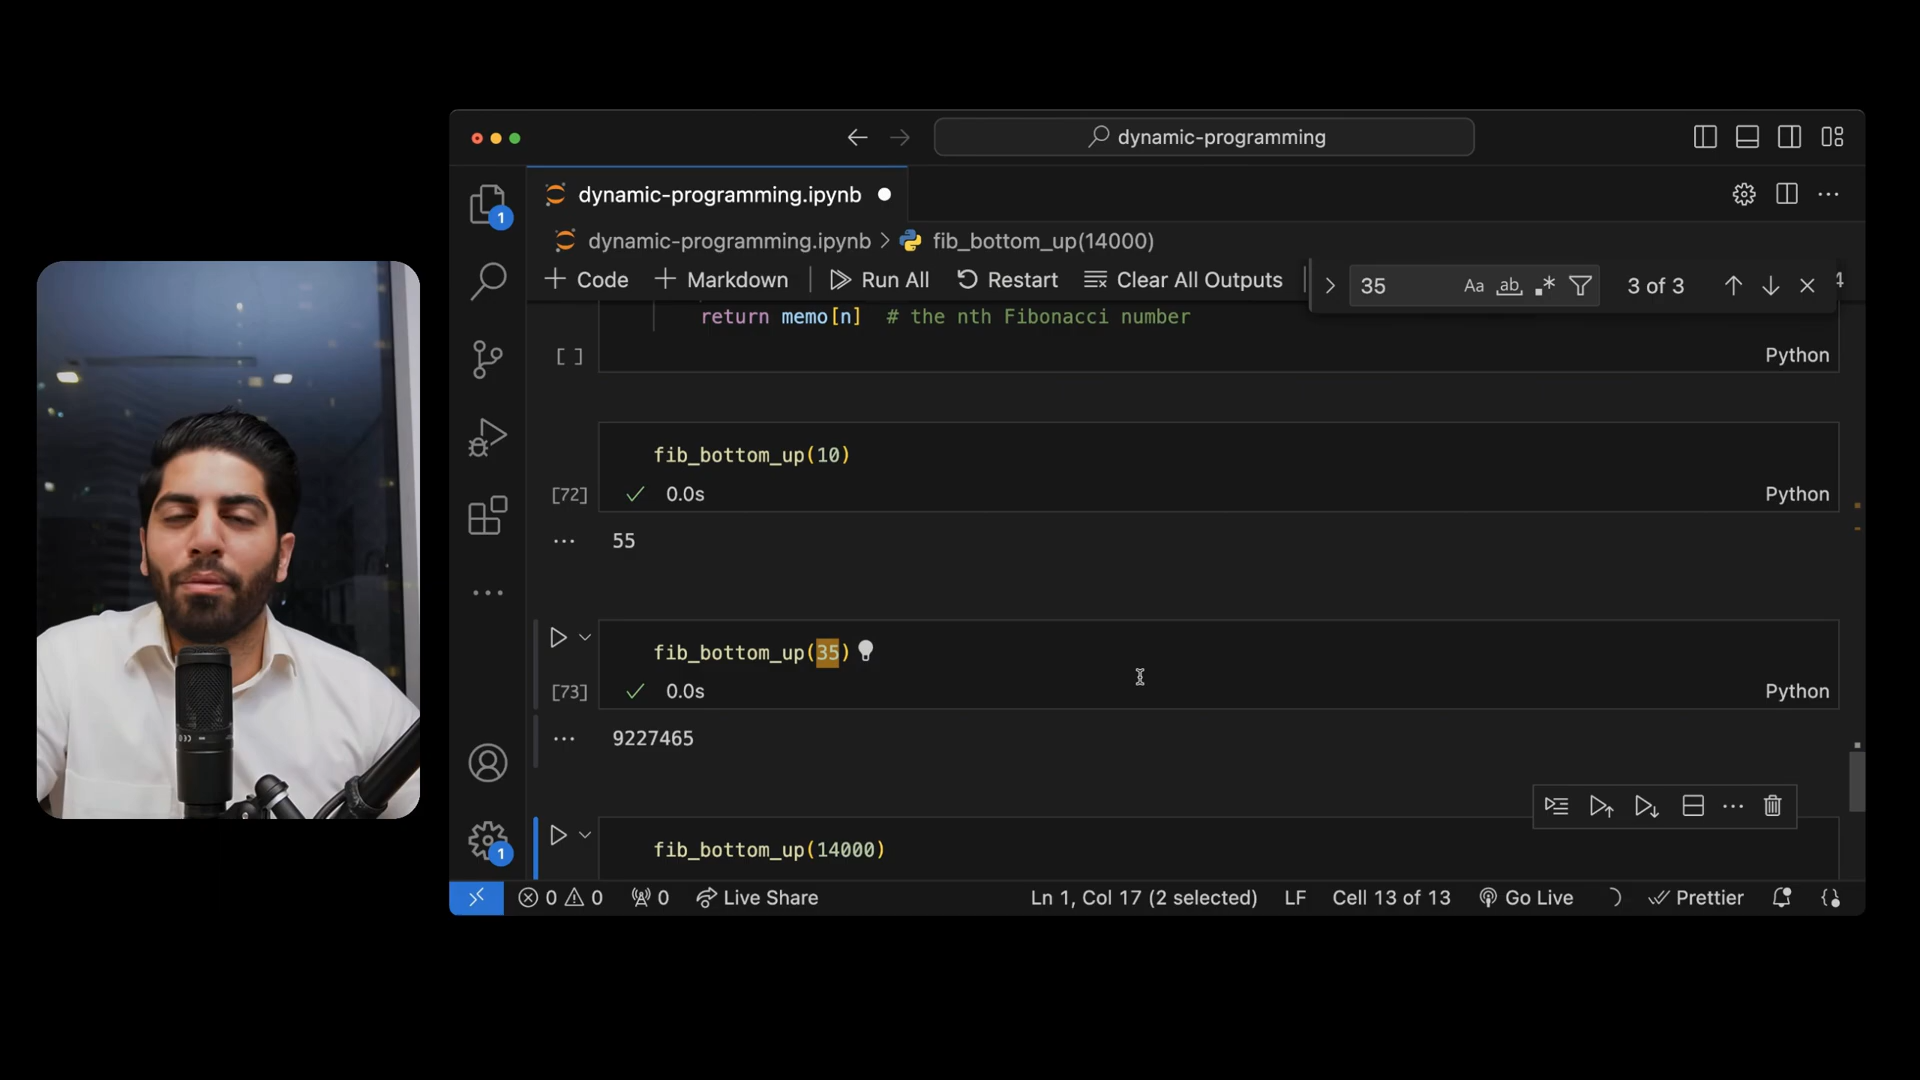 dynamic-programming
dynamic-programming.ipynb
1
dynamic-programming.ipynb > fib_bottom_up(14000)
+ Code + Markdown | Run All Restart Clear All Outputs
35 Aa ab .* 3 of 3
4
return memo[n] # the nth Fibonacci number
[ ] Python
fib_bottom_up(10)
[72] 0.0s Python
... 55
fib_bottom_up(35)
[73] 0.0s Python
... 9227465
fib_bottom_up(14000)
1
0 0 0 Live Share Ln 1, Col 17 (2 selected) LF Cell 13 of 13 Go Live Prettier